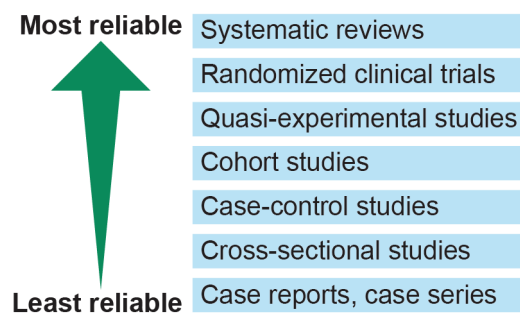 Most reliable
Systematic reviews
Randomized clinical trials
Quasi-experimental studies
Cohort studies
Case-control studies
Cross-sectional studies
Least reliable
Case reports, case series